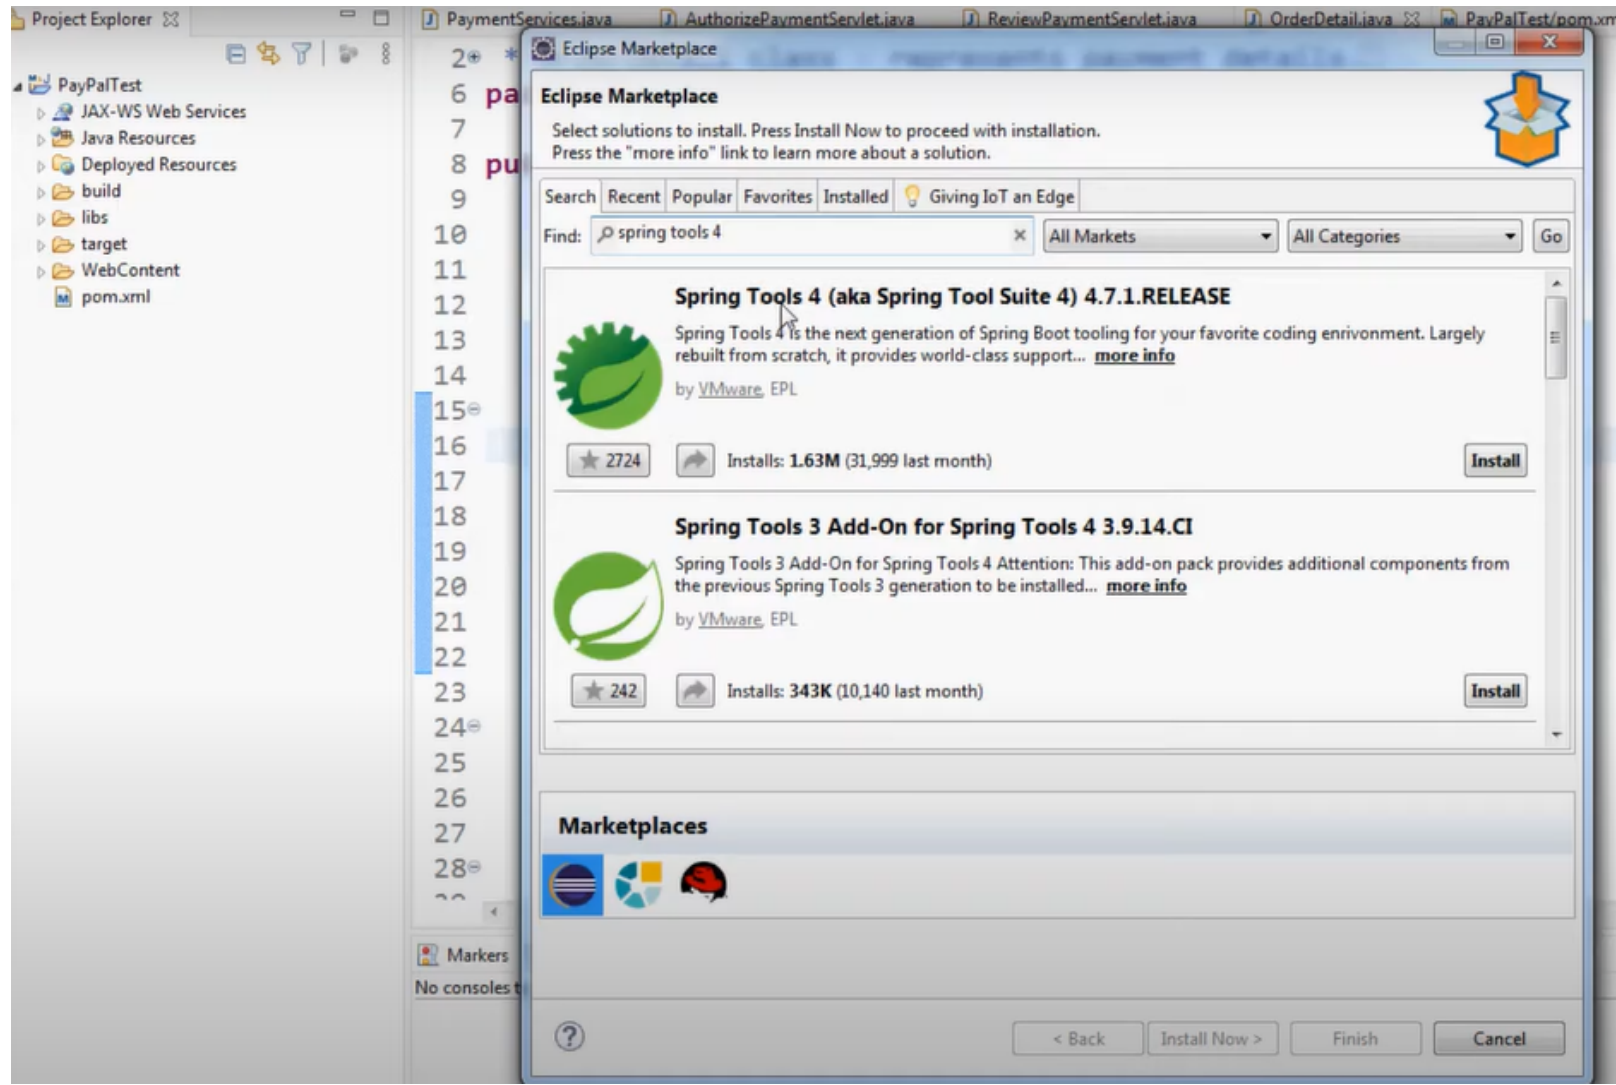 Project Explorer
PaymentServices.java
AuthorizePaymentServlet.java
ReviewPaymentServlet.java
OrderDetail.java
PayPalTest/pom.xm
PayPalTest
JAX-WS Web Services
Java Resources
Deployed Resources
build
libs
target
WebContent
pom.xml
2 * class - represents payment details.
6 pa
7
8 pu
9
10
11
12
13
14
15
16
17
18
19
20
21
22
23
24
25
26
27
28
Markers
No consoles t
Eclipse Marketplace
Eclipse Marketplace
Select solutions to install. Press Install Now to proceed with installation.
Press the "more info" link to learn more about a solution.
Search Recent Popular Favorites Installed Giving IoT an Edge
Find: spring tools 4 All Markets All Categories Go
Spring Tools 4 (aka Spring Tool Suite 4) 4.7.1.RELEASE
Spring Tools 4 is the next generation of Spring Boot tooling for your favorite coding enrivonment. Largely
rebuilt from scratch, it provides world-class support... more info
by VMware, EPL
2724 Installs: 1.63M (31,999 last month) Install
Spring Tools 3 Add-On for Spring Tools 4 3.9.14.CI
Spring Tools 3 Add-On for Spring Tools 4 Attention: This add-on pack provides additional components from
the previous Spring Tools 3 generation to be installed... more info
by VMware, EPL
242 Installs: 343K (10,140 last month) Install
Marketplaces
? < Back Install Now > Finish Cancel